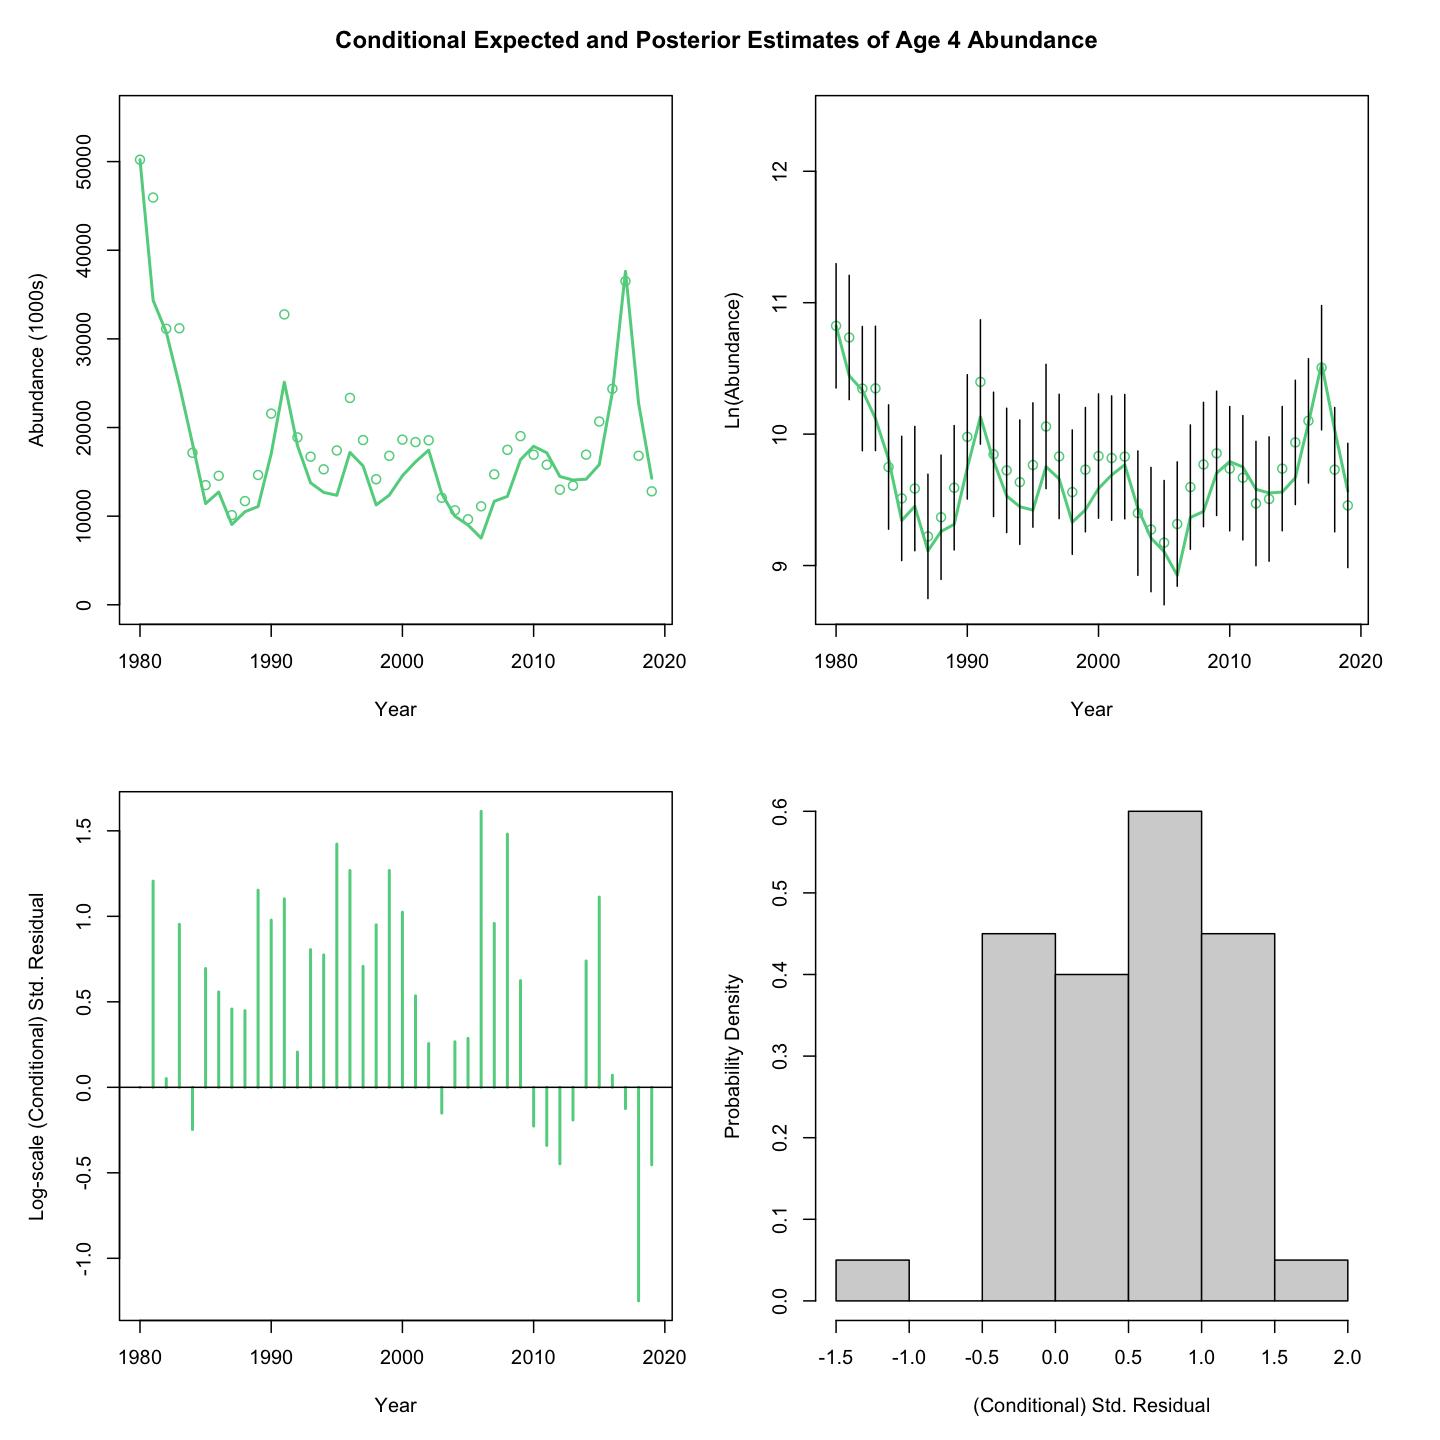 Conditional Expected and Posterior Estimates of Age 4 Abundance
Abundance (1000s)
50000
40000
30000
20000
10000
0
1980 1990 2000 2010 2020
Year
Ln(Abundance)
12
11
10
9
1980 1990 2000 2010 2020
Year
Log-scale (Conditional) Std. Residual
1.5
1.0
0.5
0.0
-0.5
-1.0
1980 1990 2000 2010 2020
Year
Probability Density
0.6
0.5
0.4
0.3
0.2
0.1
0.0
-1.5 -1.0 -0.5 0.0 0.5 1.0 1.5 2.0
(Conditional) Std. Residual